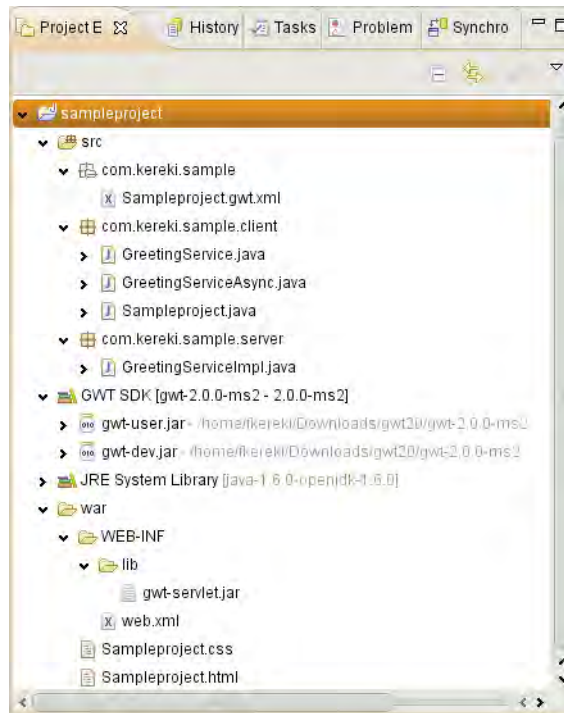 Project E History Tasks Problem Synchro
sampleproject
src
com.kereki.sample
Sampleproject.gwt.xml
com.kereki.sample.client
GreetingService.java
GreetingServiceAsync.java
Sampleproject.java
com.kereki.sample.server
GreetingServiceImpl.java
GWT SDK [gwt-2.0.0-ms2 - 2.0.0-ms2]
gwt-user.jar - /home/fkereki/Downloads/gwt20/gwt-2.0.0-ms2
gwt-dev.jar - /home/fkereki/Downloads/gwt20/gwt-2.0.0-ms2
JRE System Library [java-1.6.0-openjdk-1.6.0]
war
WEB-INF
lib
gwt-servlet.jar
web.xml
Sampleproject.css
Sampleproject.html